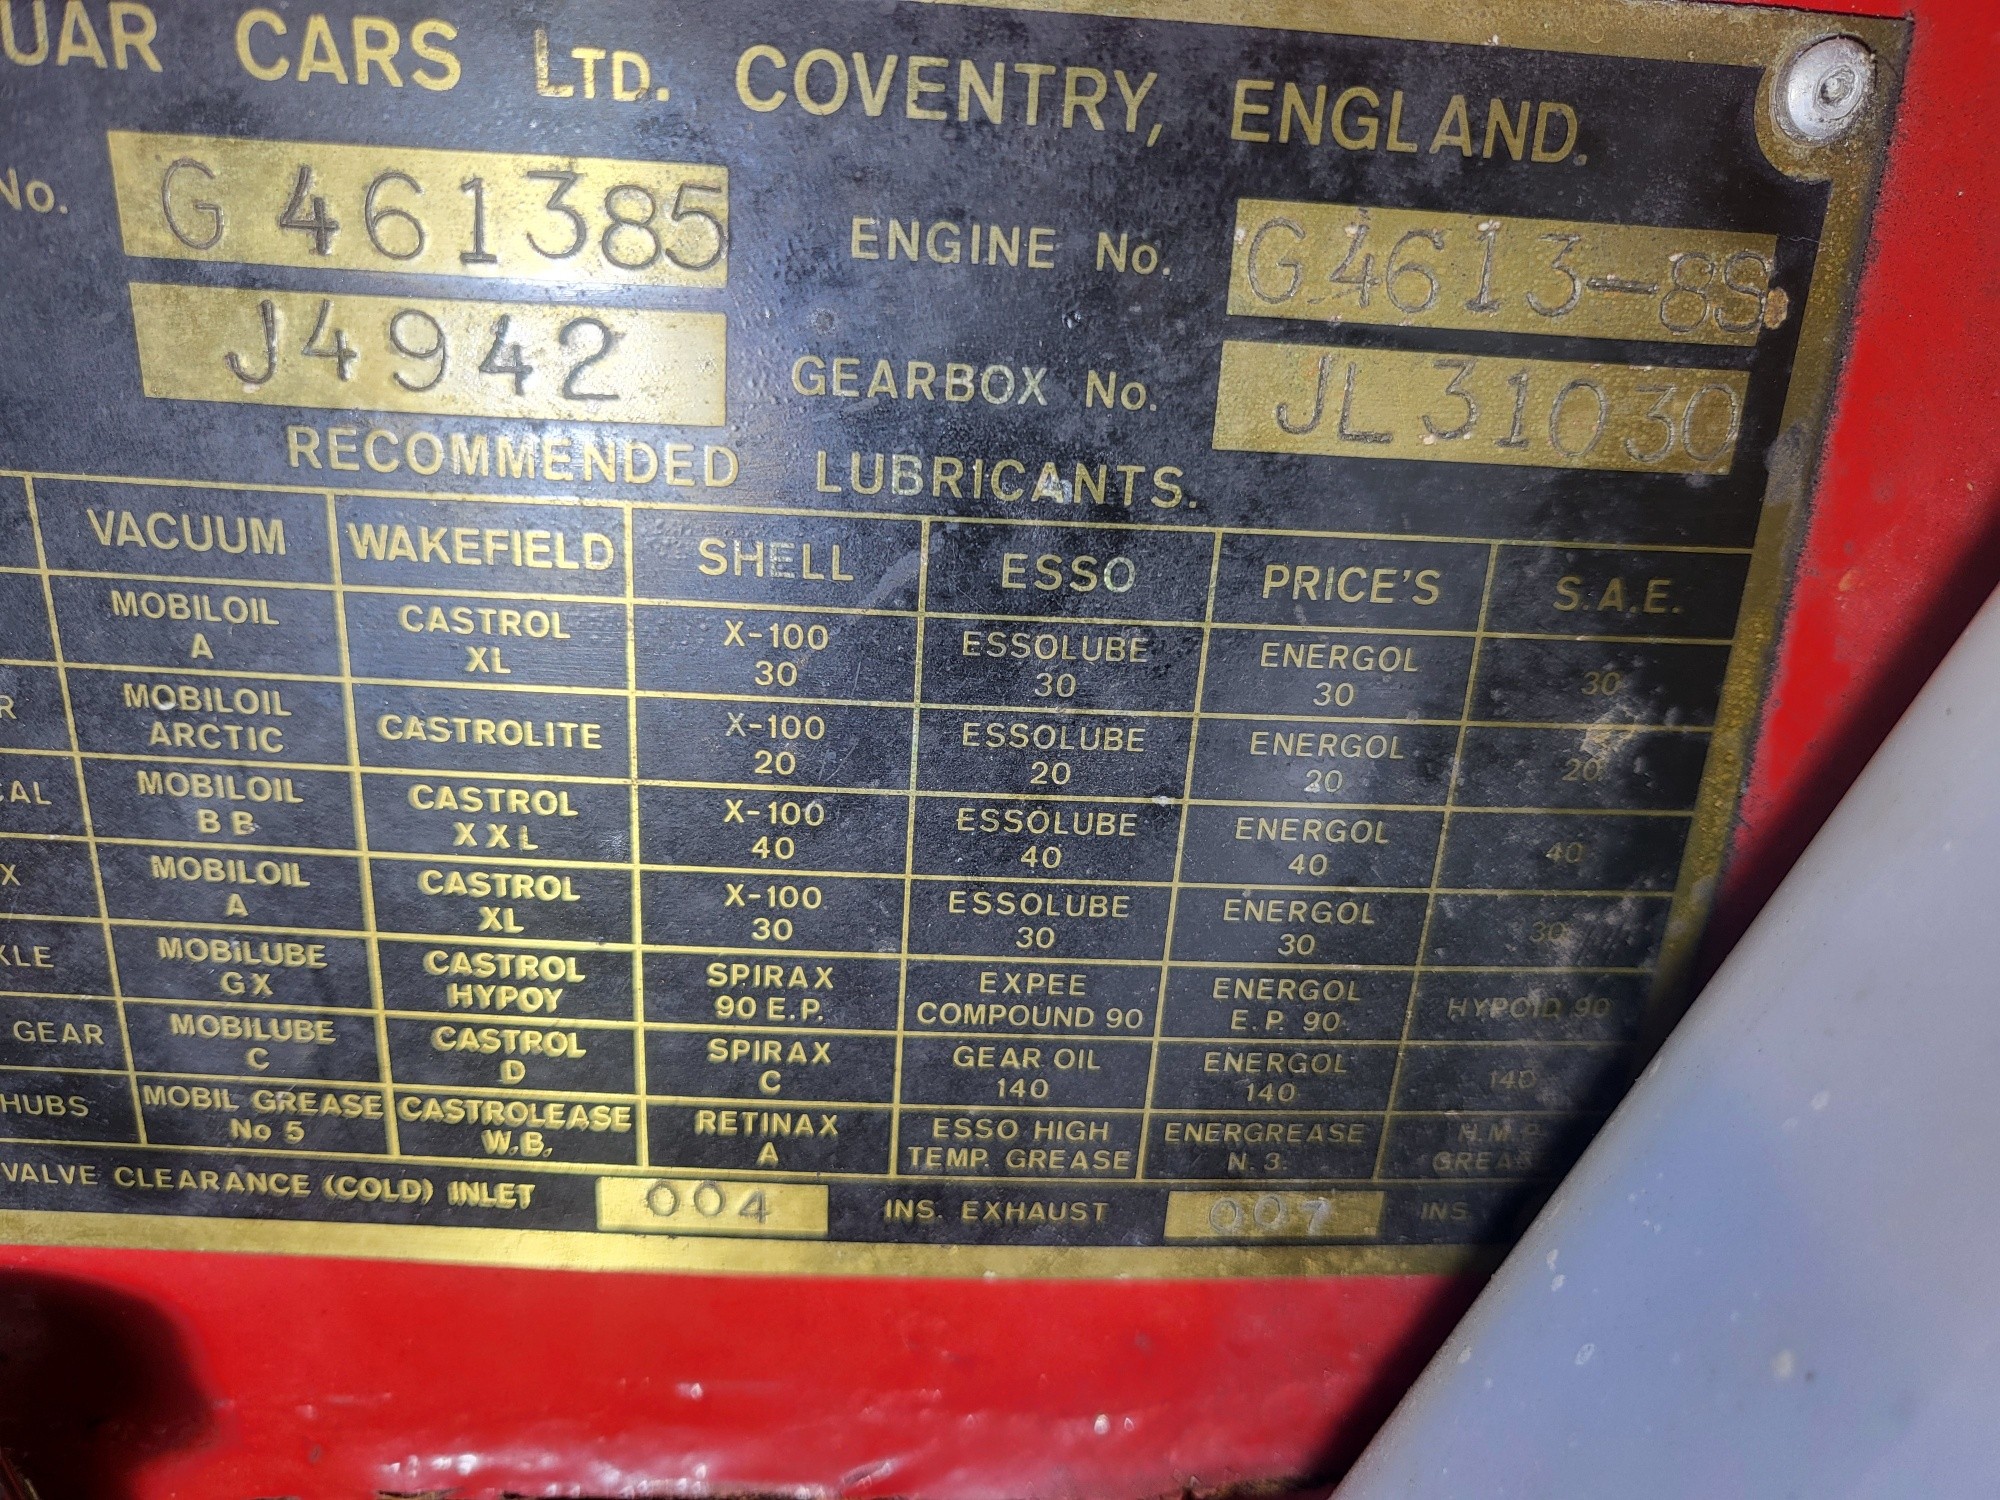 UAR CARS LTD. COVENTRY, ENGLAND.
No. G461385 ENGINE No. G4613-8S
J4942 GEARBOX No. JL31030
RECOMMENDED LUBRICANTS.
VACUUM WAKEFIELD SHELL ESSO PRICE'S S.A.E.
MOBILOIL CASTROL X-100 ESSOLUBE ENERGOL 30
A XL 30 30 30
R MOBILOIL CASTROLITE X-100 ESSOLUBE ENERGOL 20
ARCTIC 20 20 20
CAL MOBILOIL CASTROL X-100 ESSOLUBE ENERGOL 40
BB XXL 40 40 40
X MOBILOIL CASTROL X-100 ESSOLUBE ENERGOL 30
A XL 30 30 30
XLE MOBILUBE CASTROL SPIRAX EXPEE ENERGOL HYPOID 90
GX HYPOY 90 E.P. COMPOUND 90 E.P. 90
GEAR MOBILUBE CASTROL SPIRAX GEAR OIL ENERGOL 140
C D C 140 140
HUBS MOBIL GREASE CASTROLEASE RETINAX ESSO HIGH ENERGREASE H.M.P.
No 5 W.B. A TEMP. GREASE N. 3. GREA
VALVE CLEARANCE (COLD) INLET 004 INS. EXHAUST 007 INS.